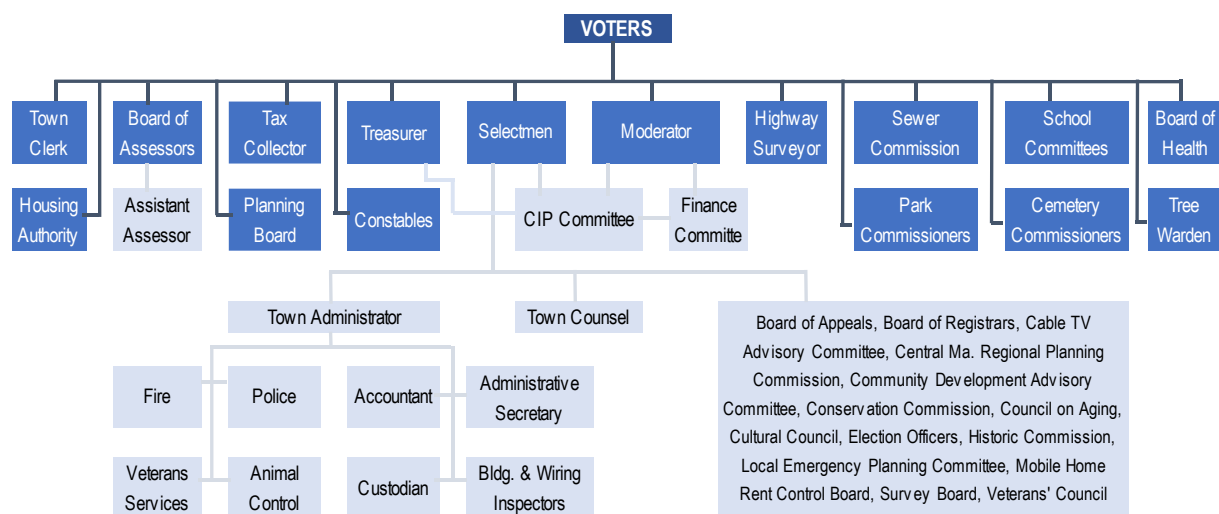 VOTERS
Town
Clerk
Board of
Assessors
Tax
Collector
Treasurer
Selectmen
Moderator
Highway
Surveyor
Sewer
Commission
School
Committees
Board of
Health
Housing
Authority
Assistant
Assessor
Planning
Board
Constables
CIP Committee
Finance
Committe
Park
Commissioners
Cemetery
Commissioners
Tree
Warden
Town Administrator
Town Counsel
Board of Appeals, Board of Registrars, Cable TV
Advisory Committee, Central Ma. Regional Planning
Commission, Community Development Advisory
Committee, Conservation Commission, Council on Aging,
Cultural Council, Election Officers, Historic Commission,
Local Emergency Planning Committee, Mobile Home
Rent Control Board, Survey Board, Veterans' Council
Fire
Police
Accountant
Administrative
Secretary
Veterans
Services
Animal
Control
Custodian
Bldg. & Wiring
Inspectors